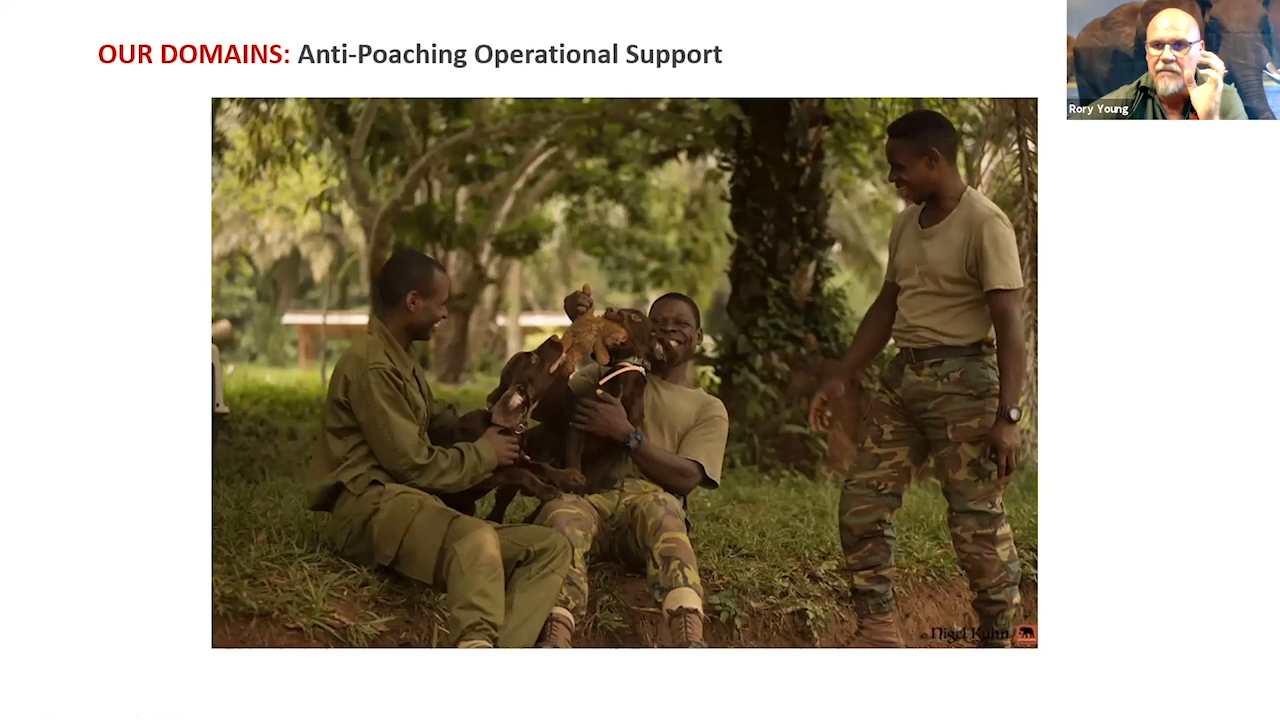 OUR DOMAINS: Anti-Poaching Operational Support
Rory Young
© Nigel Kuhn